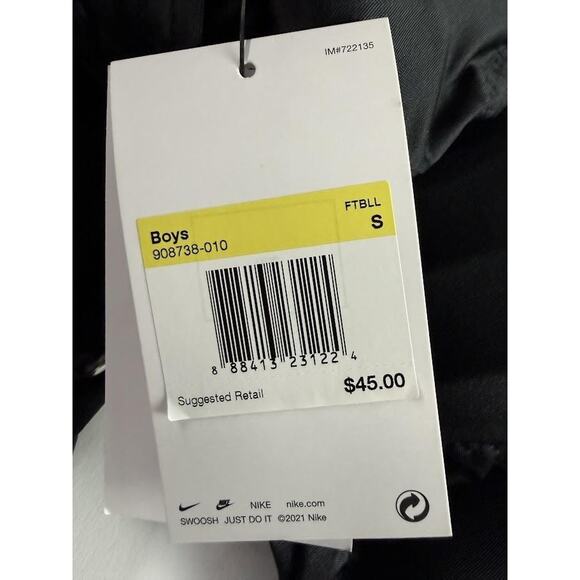 IM#722135
FTBLL
Boys S
908738-010
8 88413 23122 4
Suggested Retail $45.00
NIKE nike.com
SWOOSH JUST DO IT ©2021 Nike